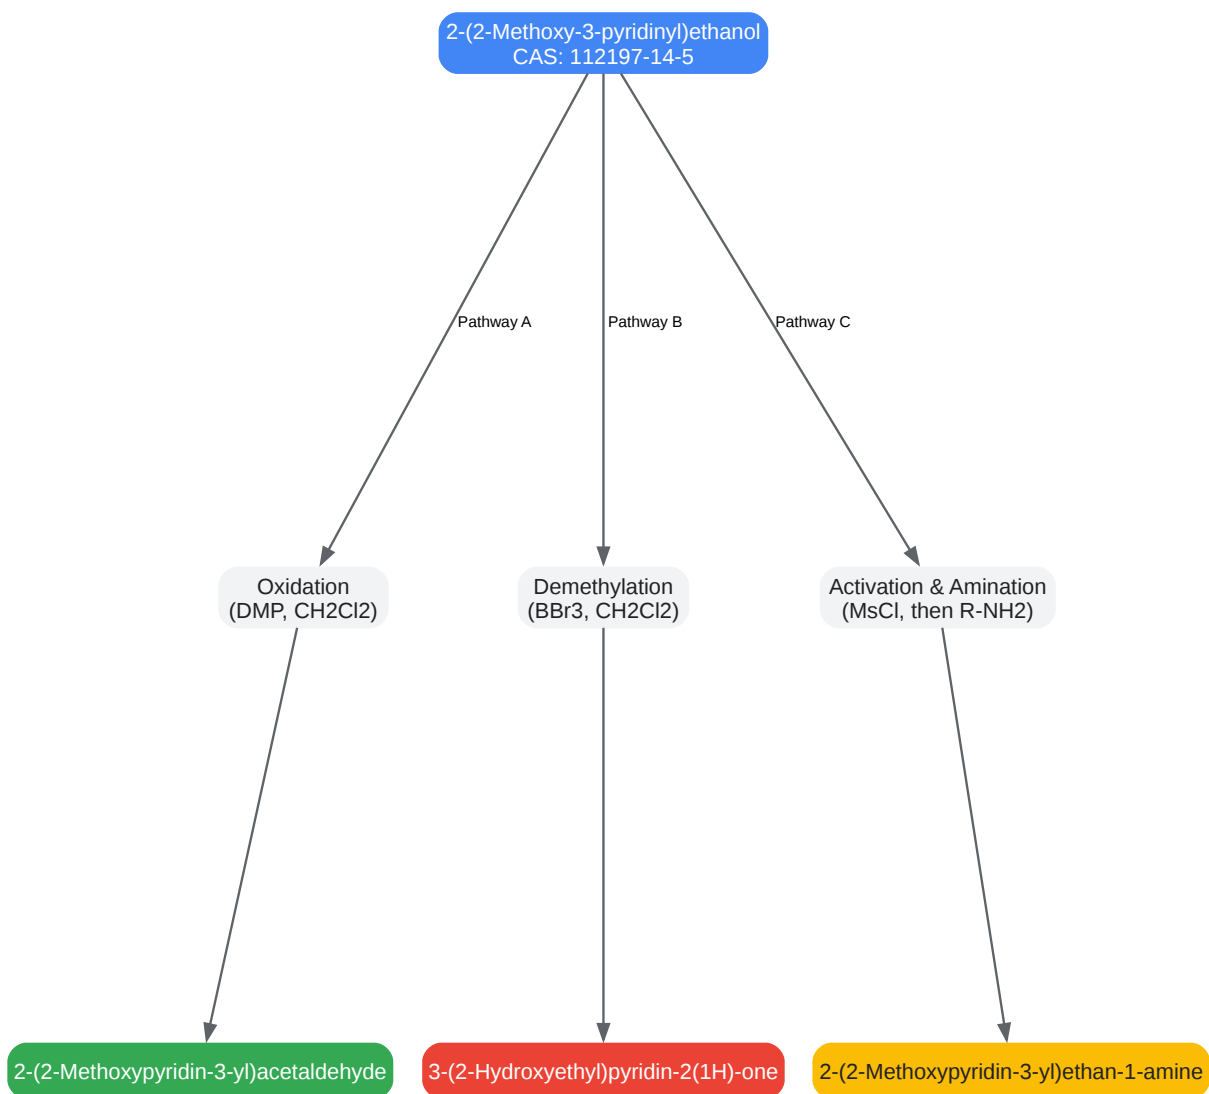 2-(2-Methoxy-3-pyridinyl)ethanol
CAS: 112197-14-5
Pathway A
Pathway B
Pathway C
Oxidation
(DMP, CH2Cl2)
Demethylation
(BBr3, CH2Cl2)
Activation & Amination
(MsCl, then R-NH2)
2-(2-Methoxypyridin-3-yl)acetaldehyde
3-(2-Hydroxyethyl)pyridin-2(1H)-one
2-(2-Methoxypyridin-3-yl)ethan-1-amine